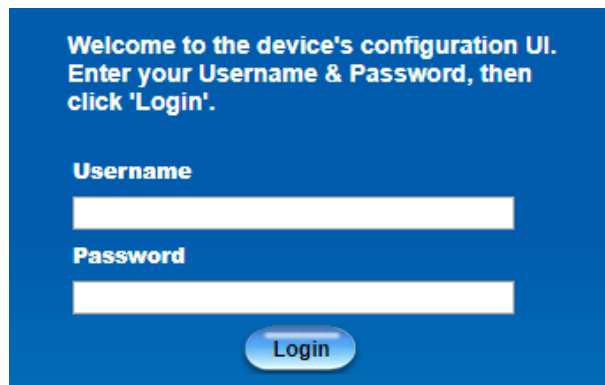 Welcome to the device's configuration UI.
Enter your Username & Password, then
click 'Login'.
Username
Password
Login